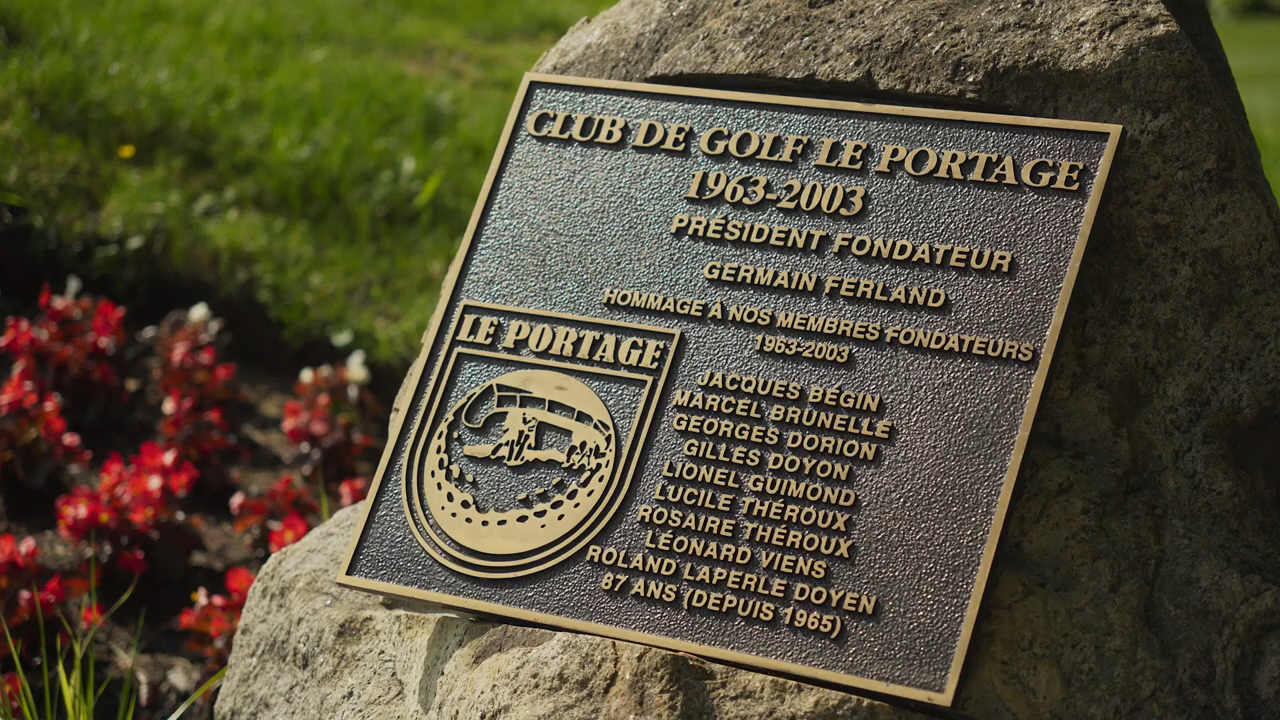 CLUB DE GOLF LE PORTAGE
1963-2003
PRÉSIDENT FONDATEUR
GERMAIN FERLAND
HOMMAGE À NOS MEMBRES FONDATEURS
1963-2003
LE PORTAGE
JACQUES BÉGIN
MARCEL BRUNELLE
GEORGES DORION
GILLES DOYON
LIONEL GUIMOND
LUCILE THÉROUX
ROSAIRE THÉROUX
LÉONARD VIENS
ROLAND LAPERLE DOYEN
87 ANS (DEPUIS 1965)